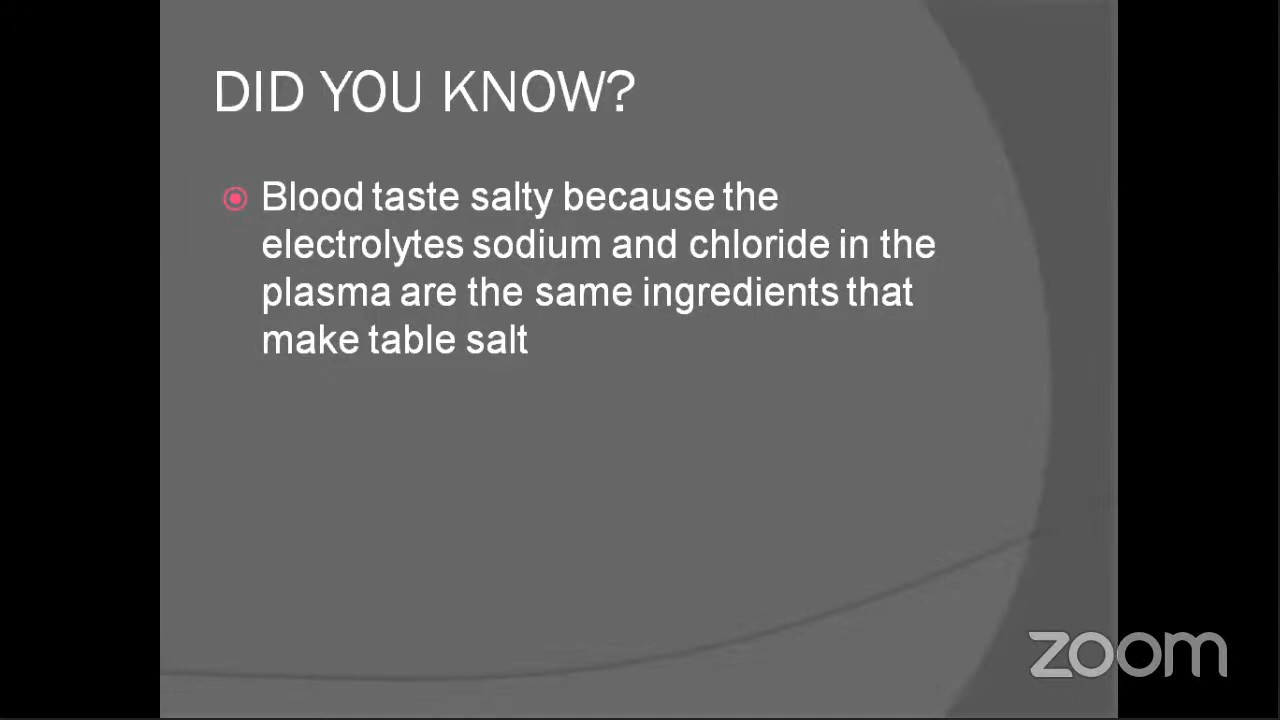 DID YOU KNOW?
Blood taste salty because the
electrolytes sodium and chloride in the
plasma are the same ingredients that
make table salt
zoom